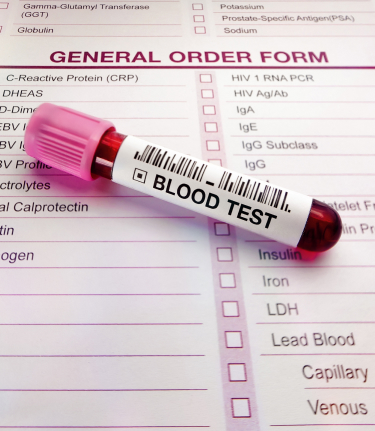 Gamma-Glutamyl Transferase
(GGT)
Globulin
Potassium
Prostate-Specific Antigen(PSA)
Sodium
GENERAL ORDER FORM
C-Reactive Protein (CRP)
DHEAS
HIV 1 RNA PCR
HIV Ag/Ab
IgA
IgE
IgG Subclass
IgG
BLOOD TEST
Calprotectin
Insulin
Iron
LDH
Lead Blood
Capillary
Venous